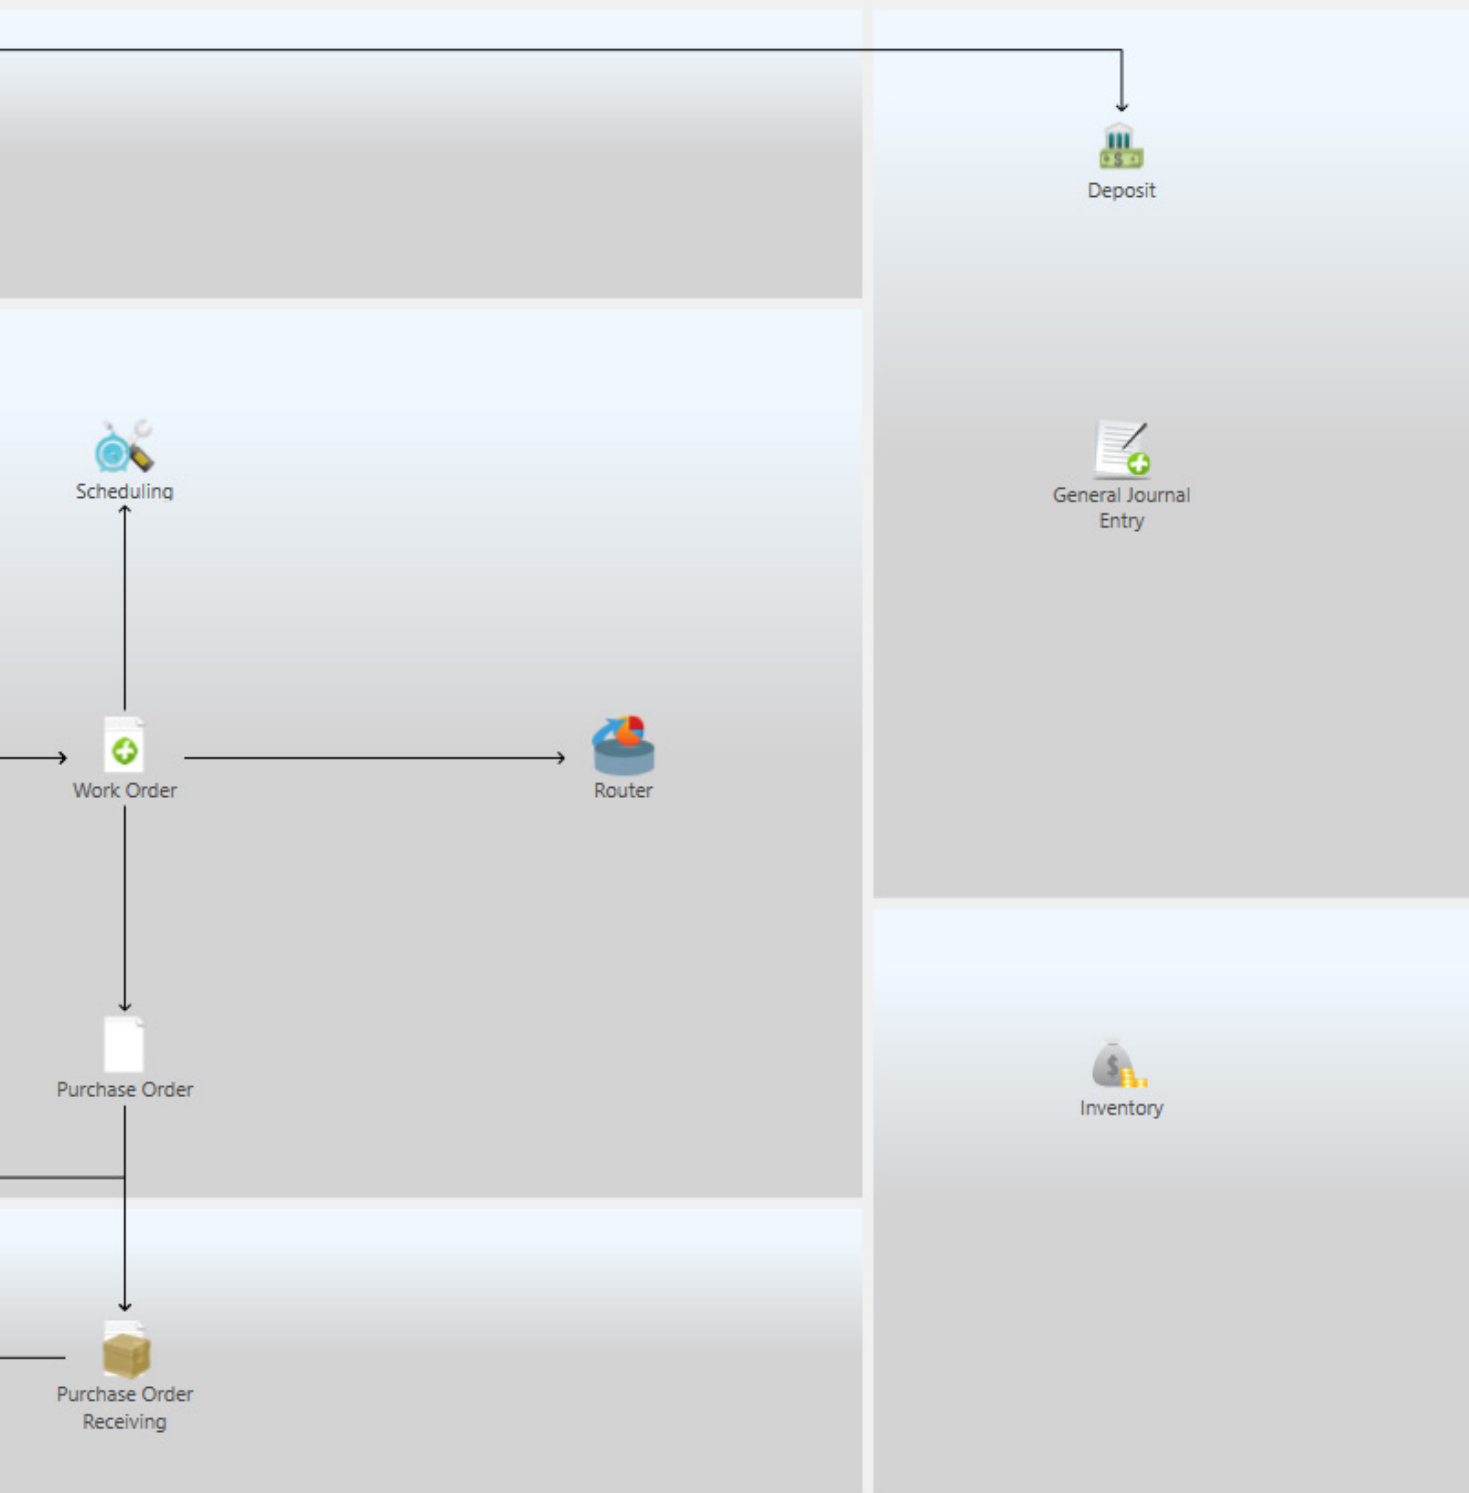 Deposit
Scheduling
General Journal
Entry
Work Order
Router
Purchase Order
Inventory
Purchase Order
Receiving